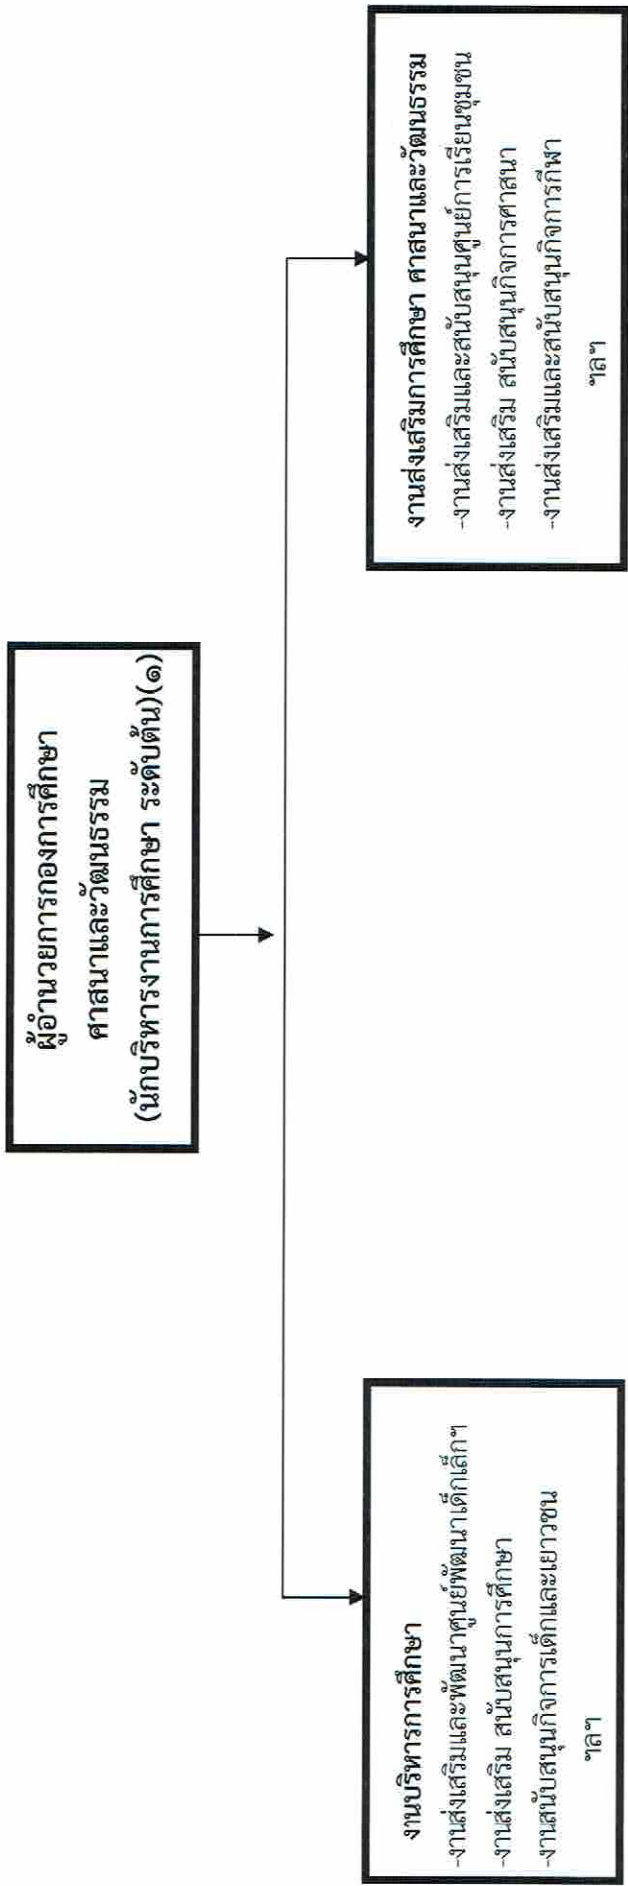 ผู้อำนวยการกองการศึกษา
ศาสนาและวัฒนธรรม
(นักบริหารงานการศึกษา ระดับต้น)(๑)
งานบริหารการศึกษา
-งานส่งเสริมและพัฒนาศูนย์พัฒนาเด็กเล็กฯ
-งานส่งเสริม สนับสนุนการศึกษา
-งานสนับสนุนกิจการเด็กและเยาวชน
ฯลฯ
งานส่งเสริมการศึกษา ศาสนาและวัฒนธรรม
-งานส่งเสริมและสนับสนุนศูนย์การเรียนชุมชน
-งานส่งเสริม สนับสนุนกิจการศาสนา
-งานส่งเสริมและสนับสนุนกิจการกีฬา
ฯลฯ